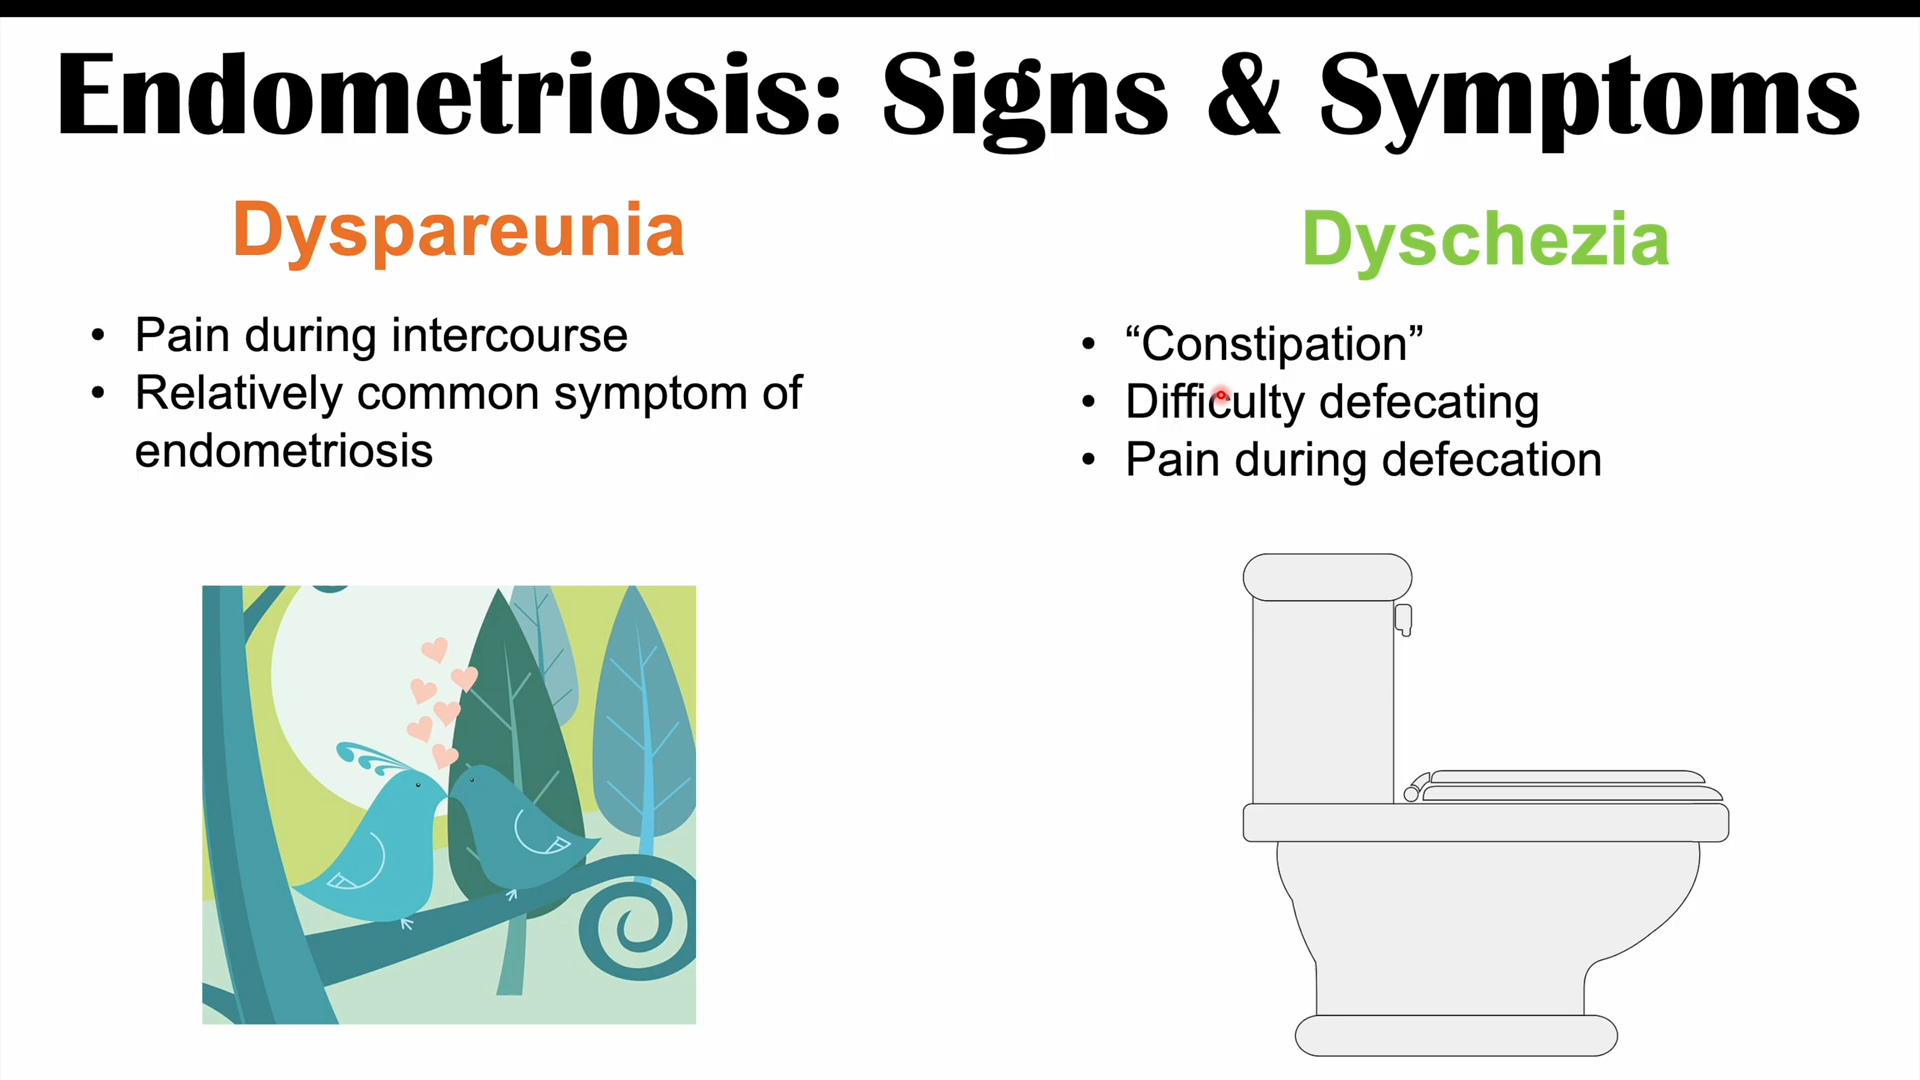 Endometriosis: Signs & Symptoms
Dyspareunia
• Pain during intercourse
• Relatively common symptom of
endometriosis
Dyschezia
• “Constipation”
• Difficulty defecating
• Pain during defecation